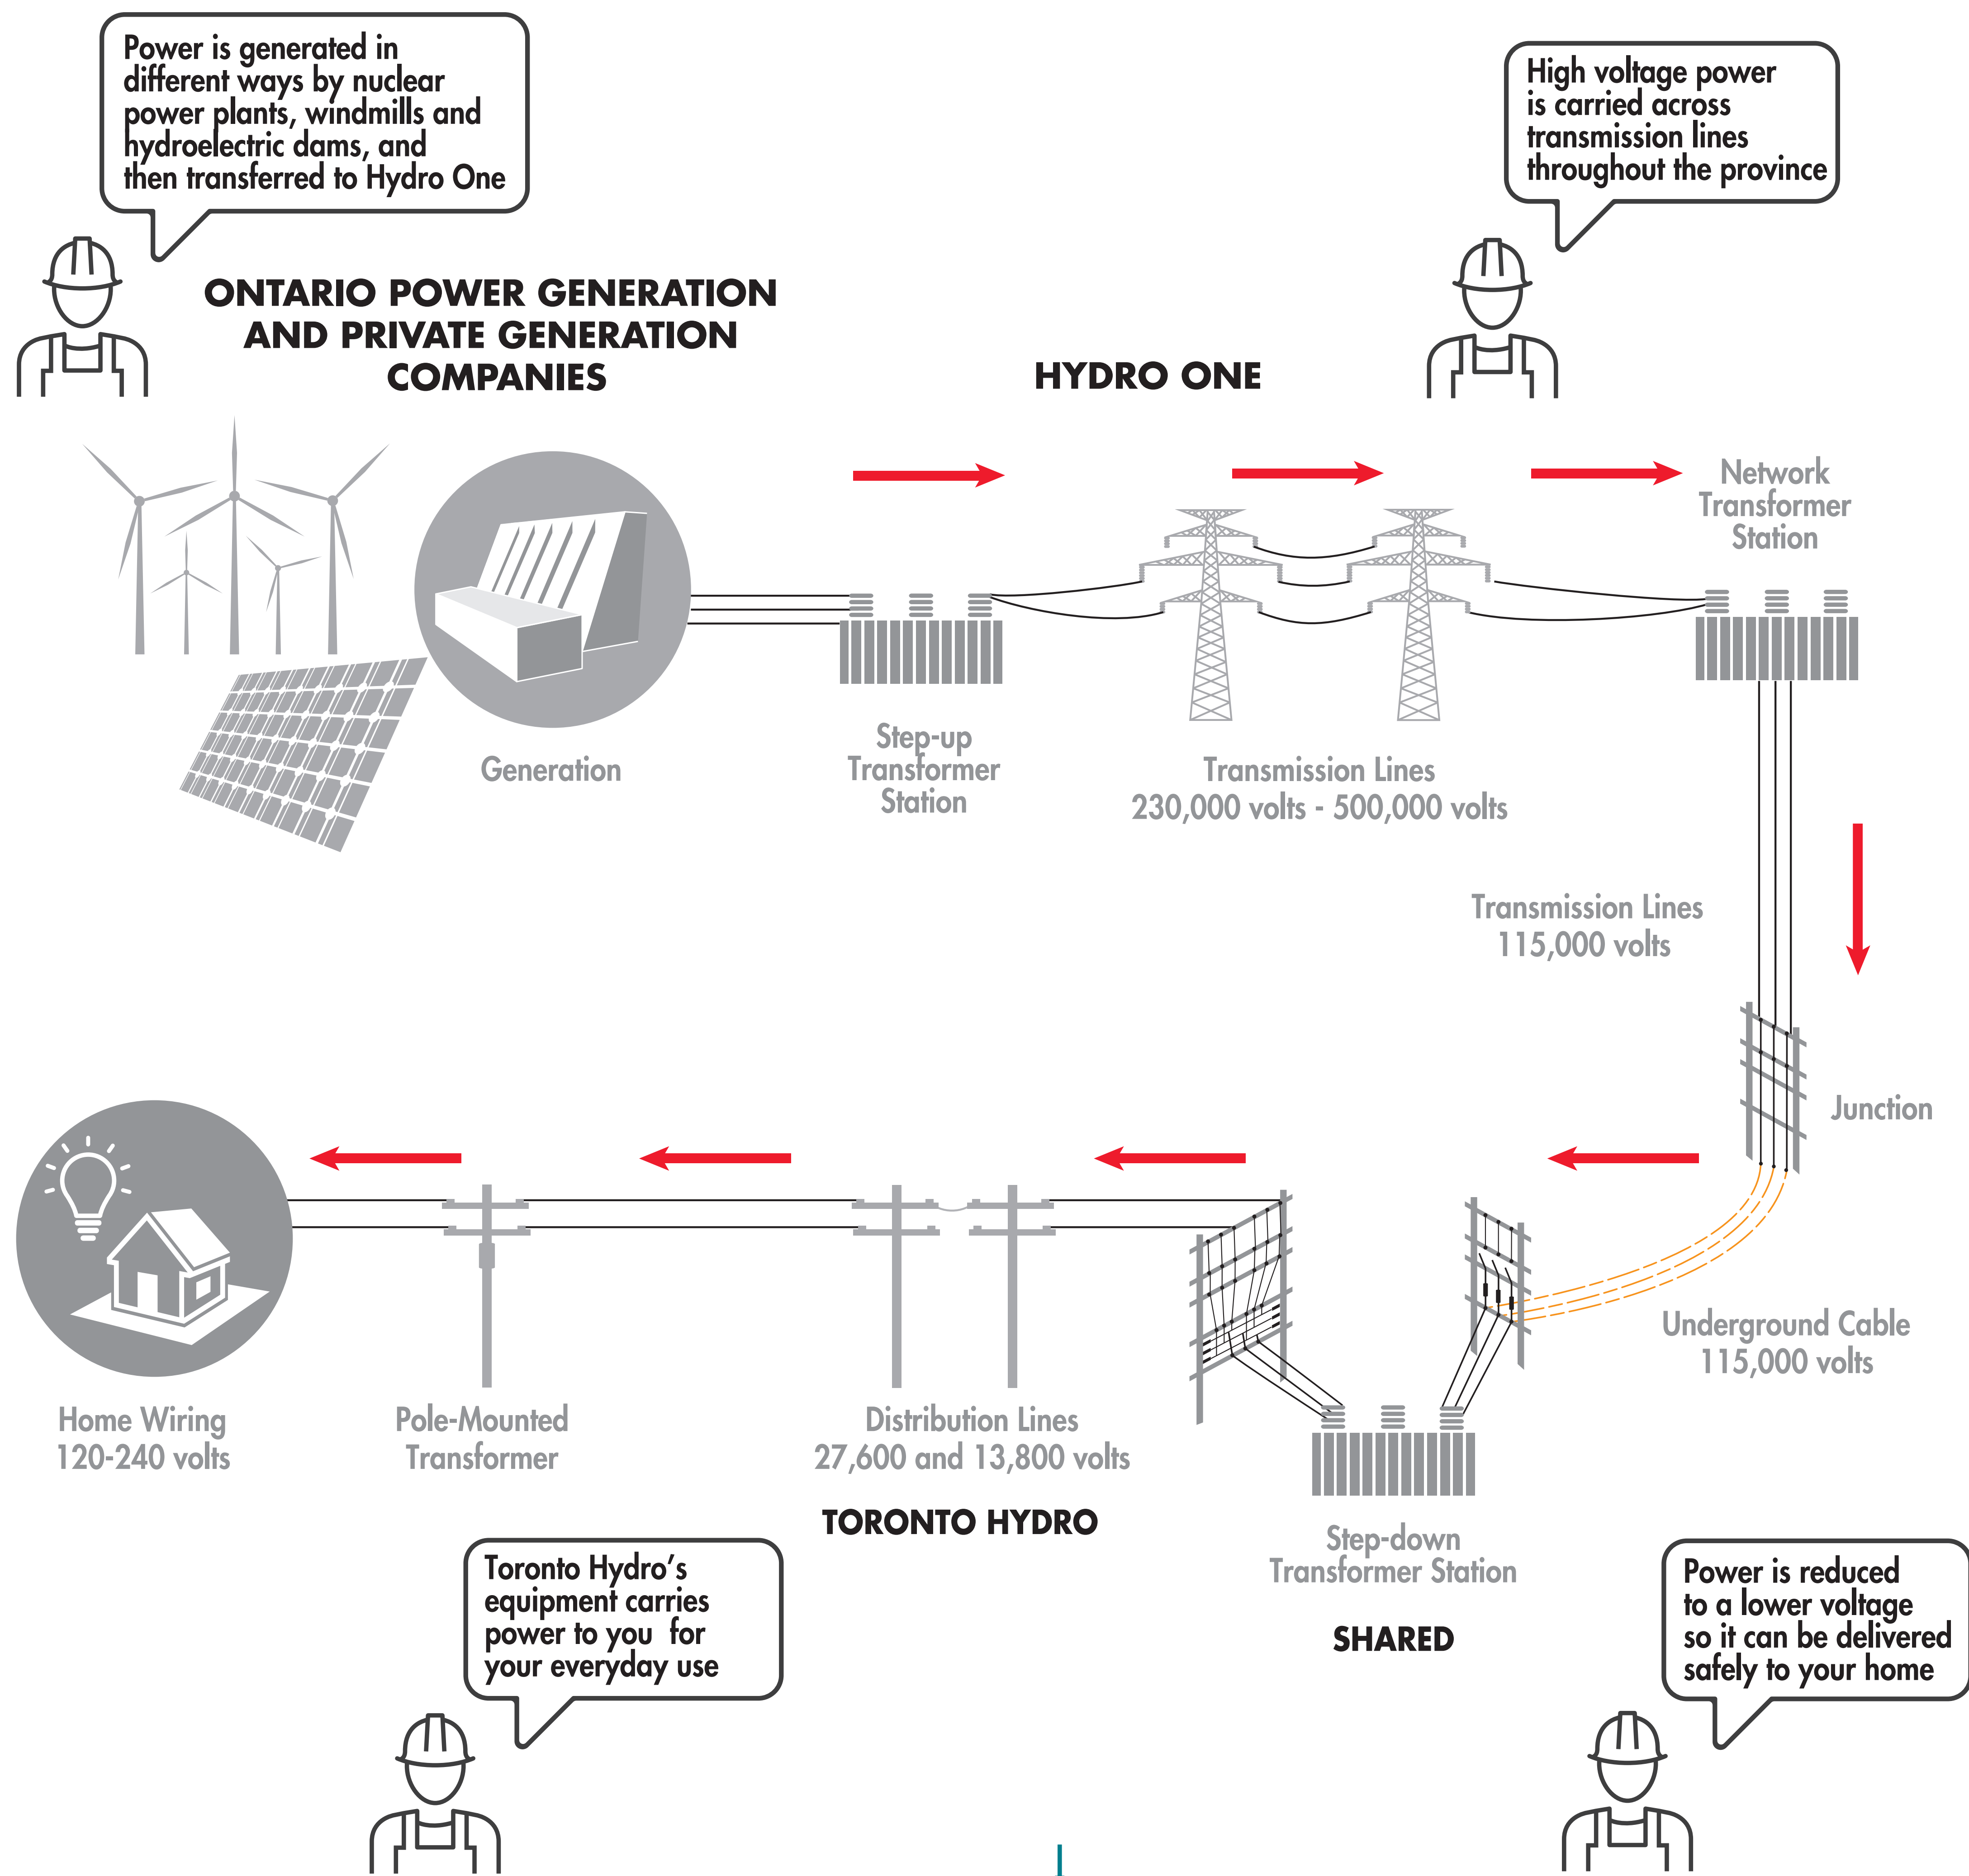 Power is generated in
different ways by nuclear
power plants, windmills and
hydroelectric dams, and
then transferred to Hydro One
High voltage power
is carried across
transmission lines
throughout the province
ONTARIO POWER GENERATION
AND PRIVATE GENERATION
COMPANIES
HYDRO ONE
Network
Transformer
Station
Generation
Step-up
Transformer
Station
Transmission Lines
230,000 volts - 500,000 volts
Transmission Lines
115,000 volts
Junction
Underground Cable
115,000 volts
Home Wiring
120-240 volts
Pole-Mounted
Transformer
Distribution Lines
27,600 and 13,800 volts
TORONTO HYDRO
Step-down
Transformer Station
SHARED
Toronto Hydro's
equipment carries
power to you for
your everyday use
Power is reduced
to a lower voltage
so it can be delivered
safely to your home